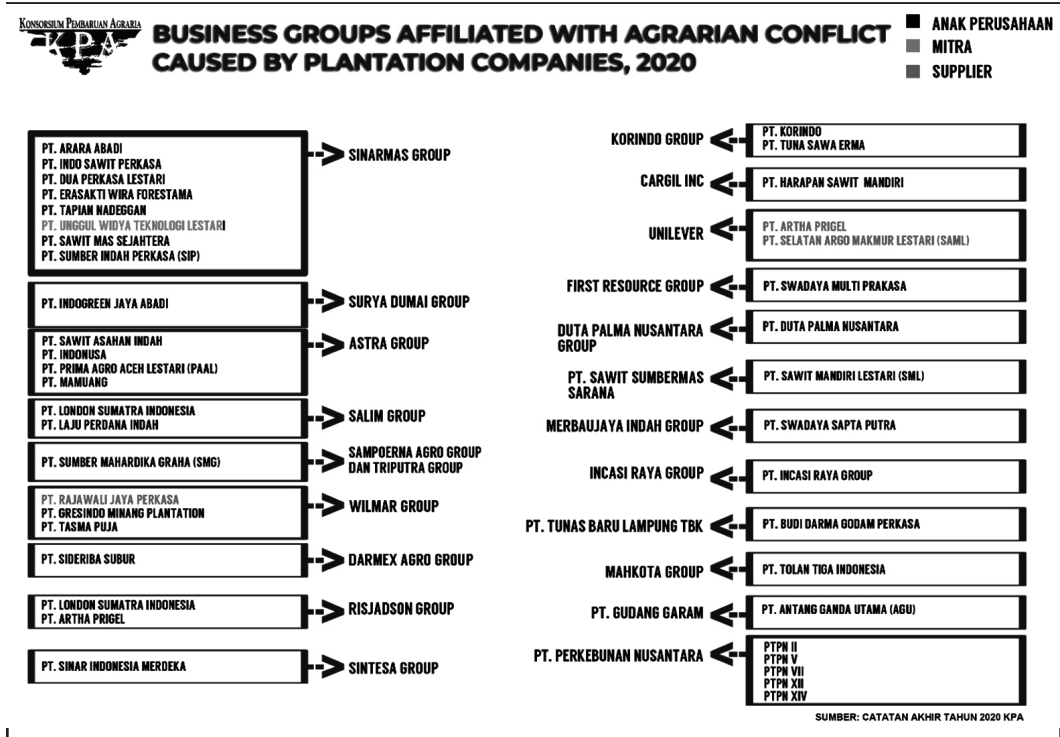 KONSORSIUM PEMBARUAN AGRARIA
KPA
BUSINESS GROUPS AFFILIATED WITH AGRARIAN CONFLICT
CAUSED BY PLANTATION COMPANIES, 2020
ANAK PERUSAHAAN
MITRA
SUPPLIER
PT. ARARA ABADI
PT. INDO SAWIT PERKASA
PT. DUA PERKASA LESTARI
PT. ERASAKTI WIRA FORESTAMA
PT. TAPIAN NADEGGAN
PT. UNGGUL WIDYA TEKNOLOGI LESTARI
PT. SAWIT MAS SEJAHTERA
PT. SUMBER INDAH PERKASA (SIP)
SINARMAS GROUP
PT. INDOGREEN JAYA ABADI
SURYA DUMAI GROUP
PT. SAWIT ASAHAN INDAH
PT. INDONUSA
PT. PRIMA AGRO ACEH LESTARI (PAAL)
PT. MAMUANG
ASTRA GROUP
PT. LONDON SUMATRA INDONESIA
PT. LAJU PERDANA INDAH
SALIM GROUP
PT. SUMBER MAHARDIKA GRAHA (SMG)
SAMPOERNA AGRO GROUP
DAN TRIPUTRA GROUP
PT. RAJAWALI JAYA PERKASA
PT. GRESINDO MINANG PLANTATION
PT. TASMA PUJA
WILMAR GROUP
PT. SIDERIBA SUBUR
DARMEX AGRO GROUP
PT. LONDON SUMATRA INDONESIA
PT. ARTHA PRIGEL
RISJADSON GROUP
PT. SINAR INDONESIA MERDEKA
SINTESA GROUP
KORINDO GROUP
PT. KORINDO
PT. TUNA SAWA ERMA
CARGIL INC
PT. HARAPAN SAWIT MANDIRI
UNILEVER
PT. ARTHA PRIGEL
PT. SELATAN ARGO MAKMUR LESTARI (SAML)
FIRST RESOURCE GROUP
PT. SWADAYA MULTI PRAKASA
DUTA PALMA NUSANTARA
GROUP
PT. DUTA PALMA NUSANTARA
PT. SAWIT SUMBERMAS
SARANA
PT. SAWIT MANDIRI LESTARI (SML)
MERBAUJAYA INDAH GROUP
PT. SWADAYA SAPTA PUTRA
INCASI RAYA GROUP
PT. INCASI RAYA GROUP
PT. TUNAS BARU LAMPUNG TBK
PT. BUDI DARMA GODAM PERKASA
MAHKOTA GROUP
PT. TOLAN TIGA INDONESIA
PT. GUDANG GARAM
PT. ANTANG GANDA UTAMA (AGU)
PT. PERKEBUNAN NUSANTARA
PTPN II
PTPN V
PTPN VII
PTPN XII
PTPN XIV
SUMBER: CATATAN AKHIR TAHUN 2020 KPA